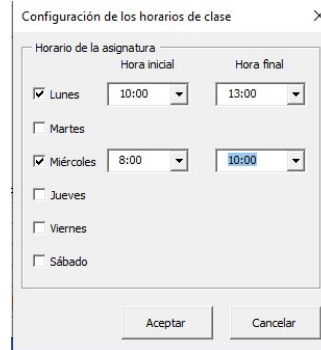 Configuración de los horarios de clase
Horario de la asignatura
Hora inicial Hora final
Lunes 10:00 13:00
Martes
Miércoles 8:00 10:00
Jueves
Viernes
Sábado
Aceptar Cancelar